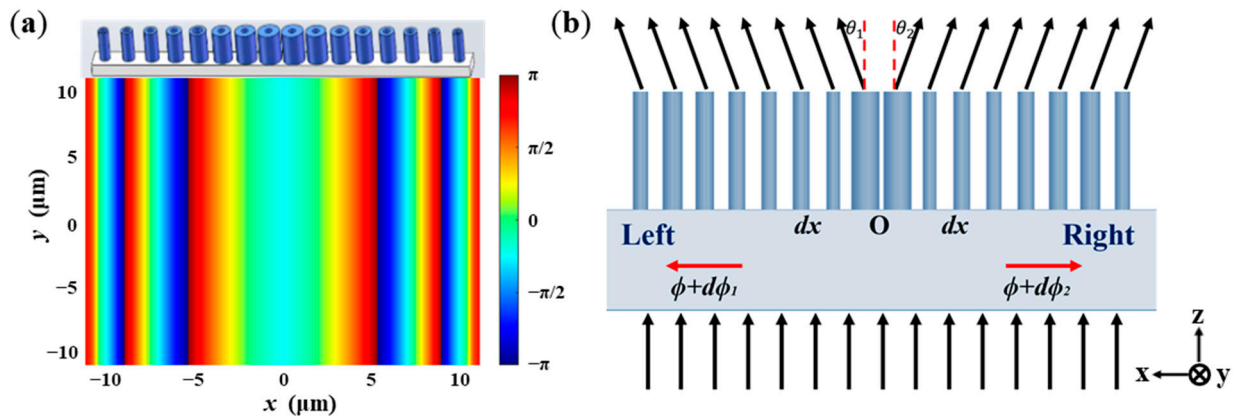 (a)
10
5
0
−5
−10
y (μm)
−10 −5 0 5 10
x (μm)
π
π/2
0
−π/2
−π
(b)
θ1 θ2
dx O dx
Left Right
ϕ+dϕ1 ϕ+dϕ2
z
x y